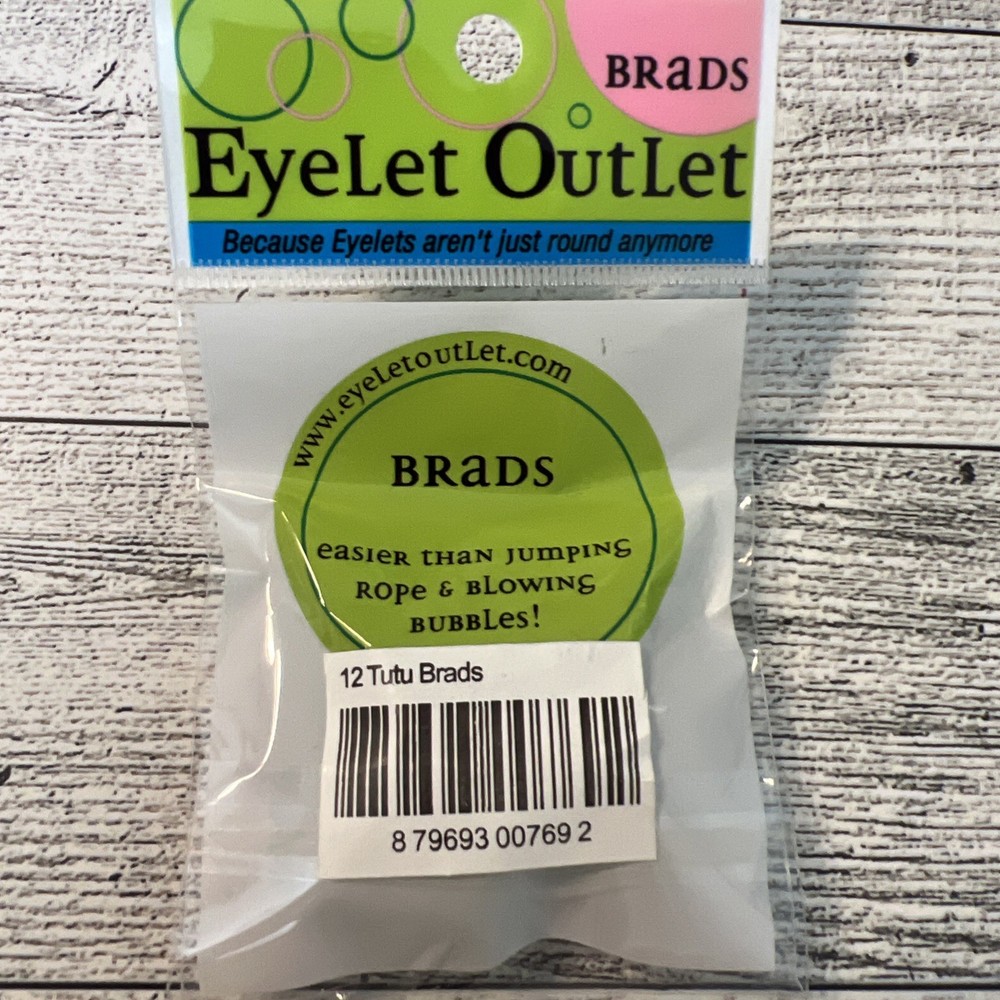 BRaDS
EyeLet OutLet
Because Eyelets aren't just round anymore
www.eyeLetoutLet.com
BRaDS
easIeR tHaN JumpING
ROpe & BLOWING
BUBBLes!
12 Tutu Brads
8 79693 00769 2